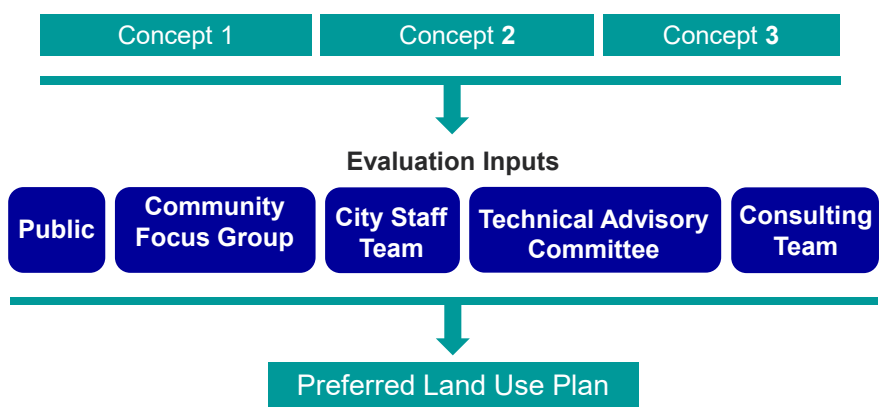 Concept 1 Concept 2 Concept 3
Evaluation Inputs
Public
Community
Focus Group
City Staff
Team
Technical Advisory
Committee
Consulting
Team
Preferred Land Use Plan